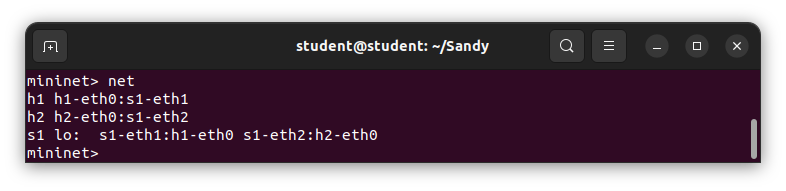 student@student: ~/Sandy
mininet> net
h1 h1-eth0:s1-eth1
h2 h2-eth0:s1-eth2
s1 lo:  s1-eth1:h1-eth0 s1-eth2:h2-eth0
mininet>